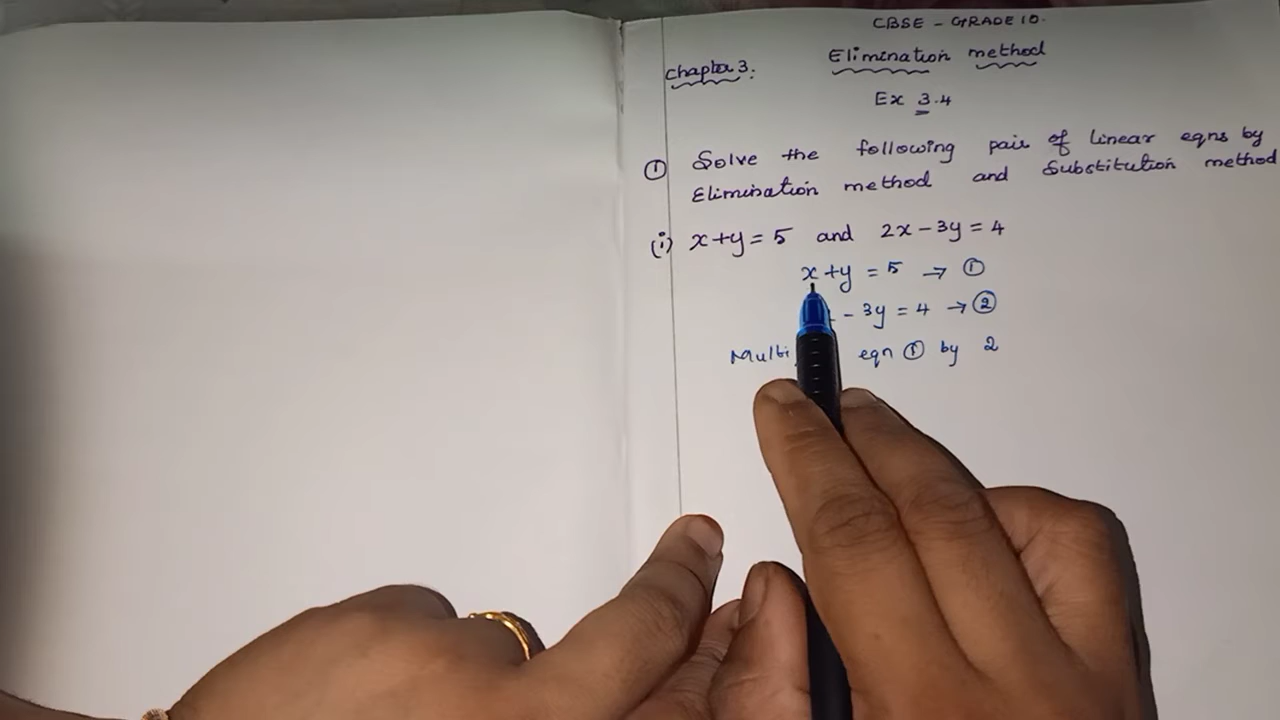 CBSE - GRADE 10.
Chapter 3.
Elimination method
Ex 3.4
① Solve the following pair of linear eqns by
Elimination method and Substitution method
(i) x+y = 5 and 2x - 3y = 4
x+y = 5 → ①
- 3y = 4 → ②
eqn ① by 2